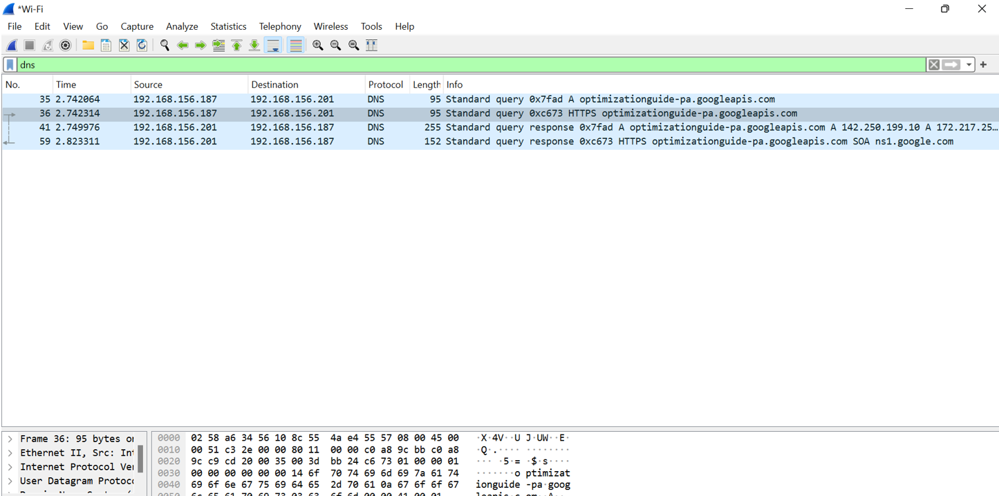 *Wi-Fi
File Edit View Go Capture Analyze Statistics Telephony Wireless Tools Help
dns
No. Time Source Destination Protocol Length Info
35 2.742064 192.168.156.187 192.168.156.201 DNS 95 Standard query 0x7fad A optimizationguide-pa.googleapis.com
36 2.742314 192.168.156.187 192.168.156.201 DNS 95 Standard query 0xc673 HTTPS optimizationguide-pa.googleapis.com
41 2.749976 192.168.156.201 192.168.156.187 DNS 255 Standard query response 0x7fad A optimizationguide-pa.googleapis.com A 142.250.199.10 A 172.217.25…
59 2.823311 192.168.156.201 192.168.156.187 DNS 152 Standard query response 0xc673 HTTPS optimizationguide-pa.googleapis.com SOA ns1.google.com
Frame 36: 95 bytes on
Ethernet II, Src: Int
Internet Protocol Ver
User Datagram Protoco
0000 02 58 a6 34 56 10 8c 55 4a e4 55 57 08 00 45 00 ·X·4V··U J·UW··E·
0010 00 51 c3 2e 00 00 80 11 00 00 c0 a8 9c bb c0 a8 ·Q·.···· ········
0020 9c c9 cd 20 00 35 00 3d bb 24 c6 73 01 00 00 01 ··· ·5·= ·$·s····
0030 00 00 00 00 00 00 14 6f 70 74 69 6d 69 7a 61 74 ·······o ptimizat
0040 69 6f 6e 67 75 69 64 65 2d 70 61 0a 67 6f 6f 67 ionguide -pa·goog